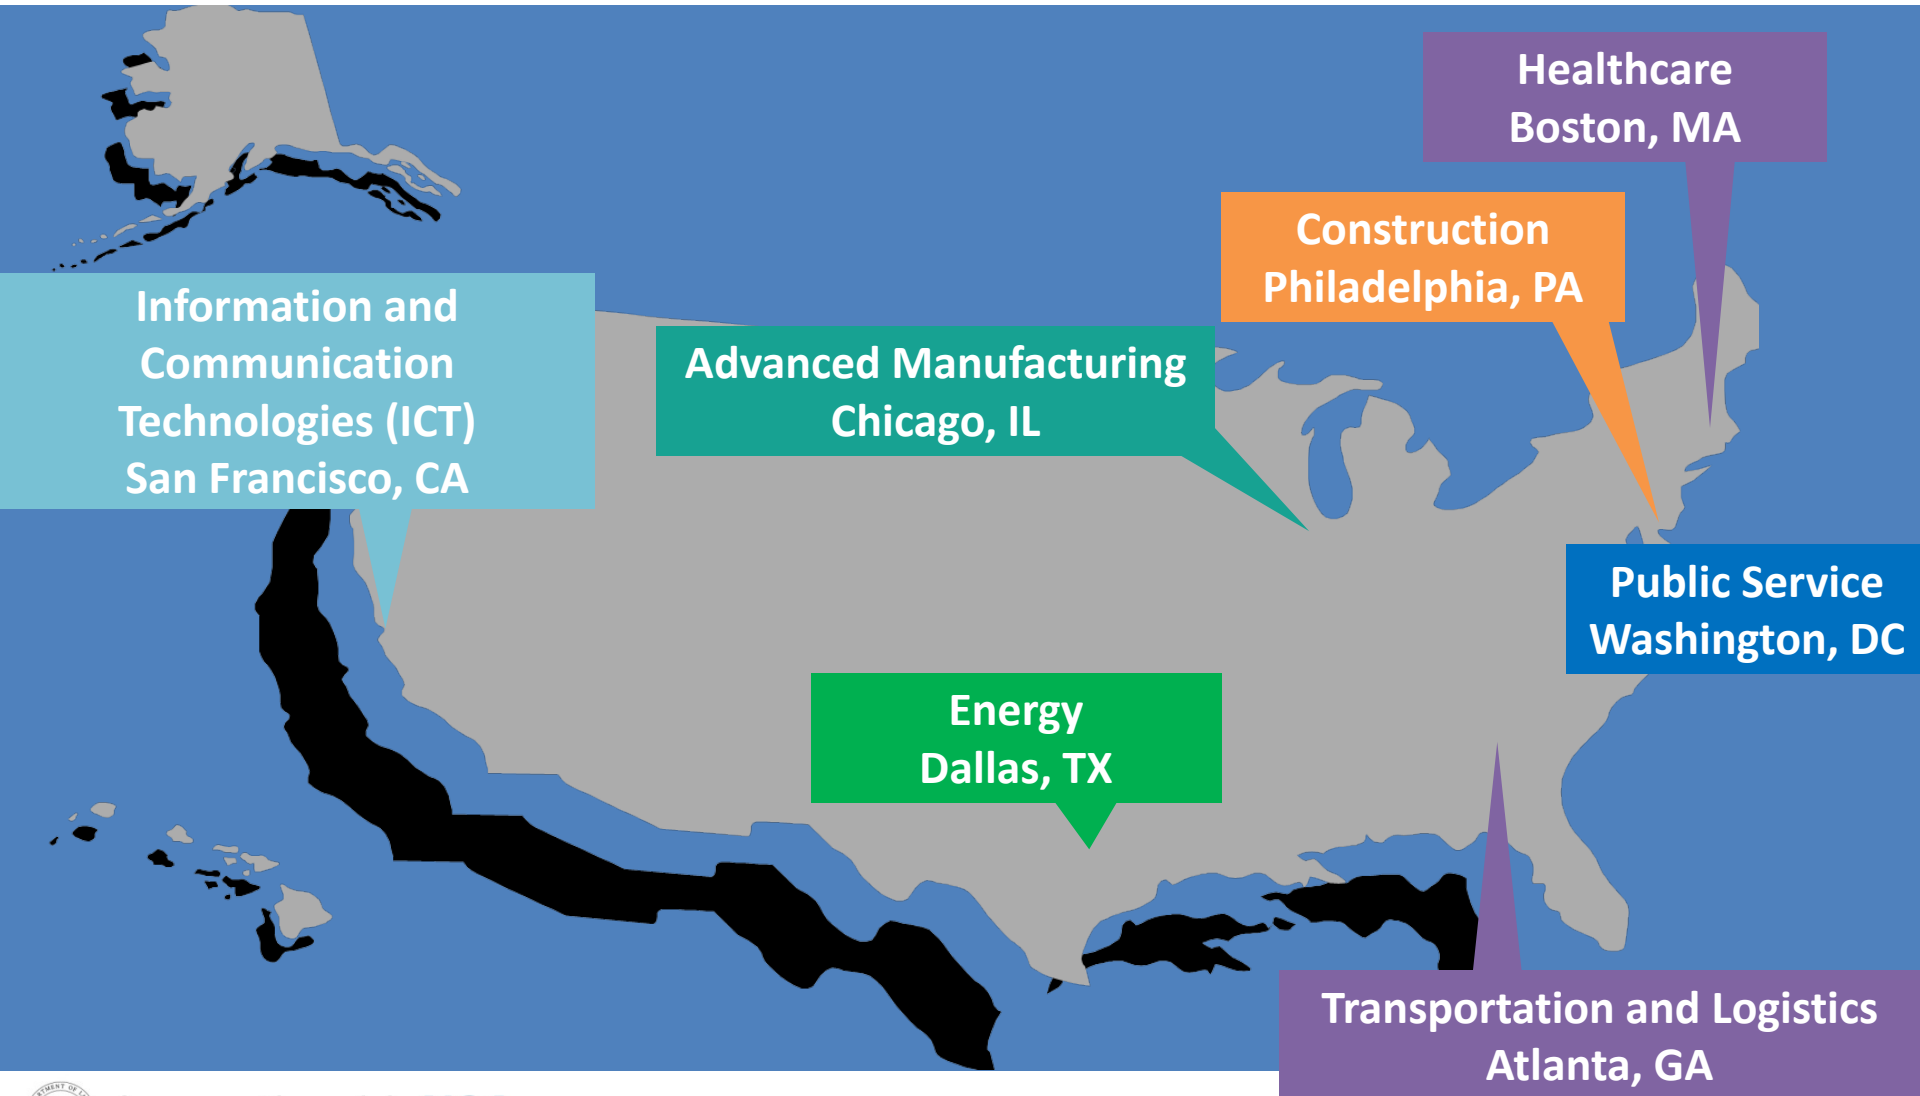 Healthcare
Boston, MA
Construction
Philadelphia, PA
Information and
Communication
Technologies (ICT)
San Francisco, CA
Advanced Manufacturing
Chicago, IL
Public Service
Washington, DC
Energy
Dallas, TX
Transportation and Logistics
Atlanta, GA